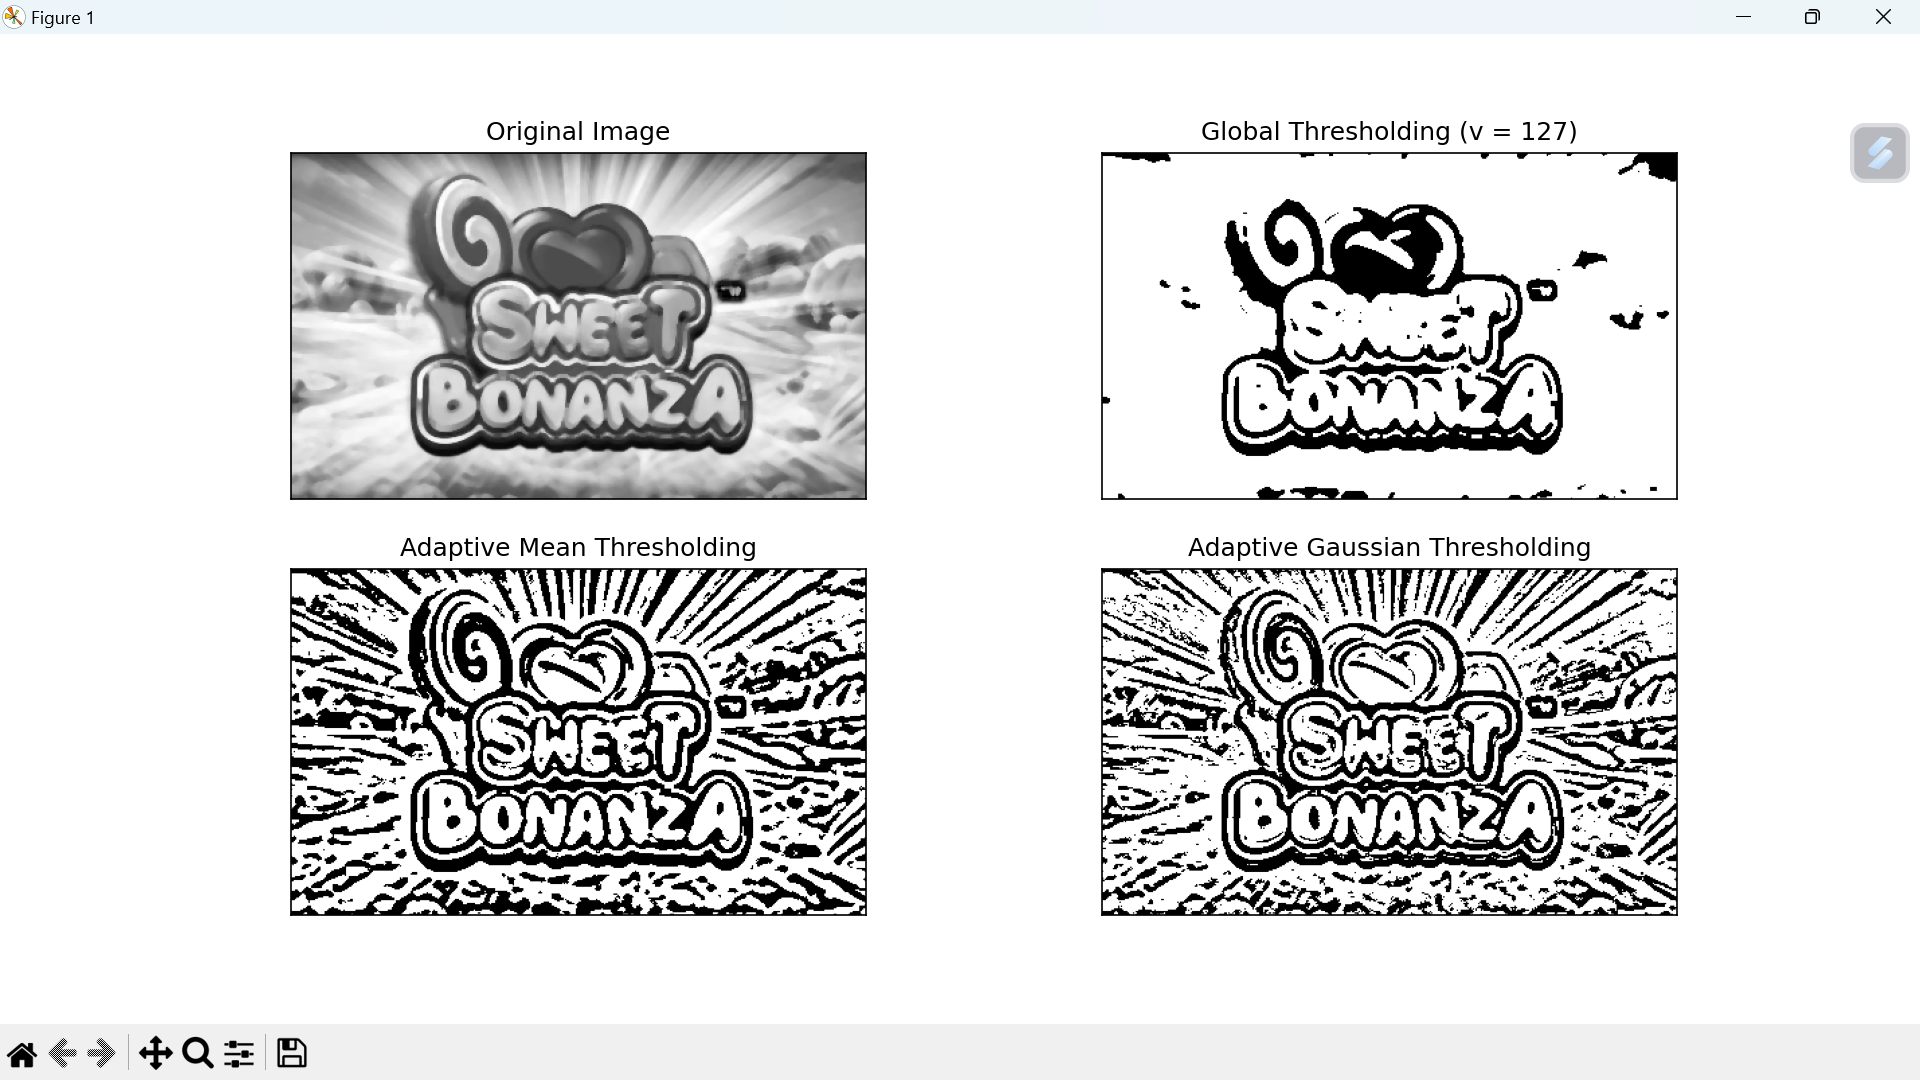 Figure 1
Original Image
Global Thresholding (v = 127)
SWEET
BONANZA
SWEET
BONANZA
Adaptive Mean Thresholding
Adaptive Gaussian Thresholding
SWEET
BONANZA
SWEET
BONANZA